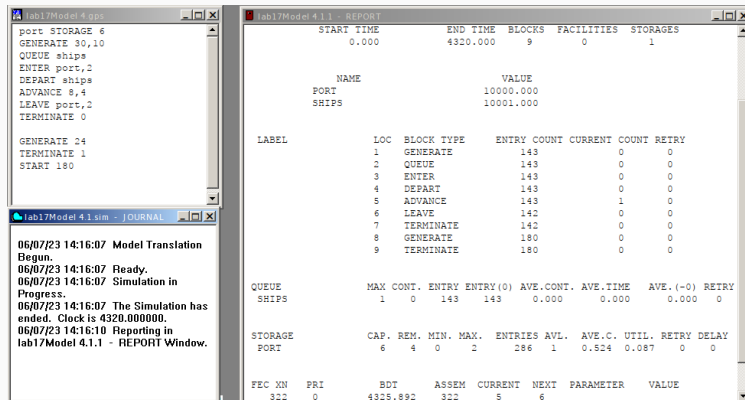 lab17Model 4.gps
port STORAGE 6
GENERATE 30,10
QUEUE ships
ENTER port,2
DEPART ships
ADVANCE 8,4
LEAVE port,2
TERMINATE 0
GENERATE 24
TERMINATE 1
START 180
lab17Model 4.1.sim - JOURNAL
06/07/23 14:16:07 Model Translation
Begun.
06/07/23 14:16:07 Ready.
06/07/23 14:16:07 Simulation in
Progress.
06/07/23 14:16:07 The Simulation has
ended. Clock is 4320.000000.
06/07/23 14:16:10 Reporting in
lab17Model 4.1.1 - REPORT Window.
lab17Model 4.1.1 - REPORT
START TIME END TIME BLOCKS FACILITIES STORAGES
0.000 4320.000 9 0 1
NAME VALUE
PORT 10000.000
SHIPS 10001.000
LABEL LOC BLOCK TYPE ENTRY COUNT CURRENT COUNT RETRY
1 GENERATE 143 0 0
2 QUEUE 143 0 0
3 ENTER 143 0 0
4 DEPART 143 0 0
5 ADVANCE 143 1 0
6 LEAVE 142 0 0
7 TERMINATE 142 0 0
8 GENERATE 180 0 0
9 TERMINATE 180 0 0
QUEUE MAX CONT. ENTRY ENTRY(0) AVE.CONT. AVE.TIME AVE.(-0) RETRY
SHIPS 1 0 143 143 0.000 0.000 0.000 0
STORAGE CAP. REM. MIN. MAX. ENTRIES AVL. AVE.C. UTIL. RETRY DELAY
PORT 6 4 0 2 286 1 0.524 0.087 0 0
FEC XN PRI BDT ASSEM CURRENT NEXT PARAMETER VALUE
322 0 4325.892 322 5 6